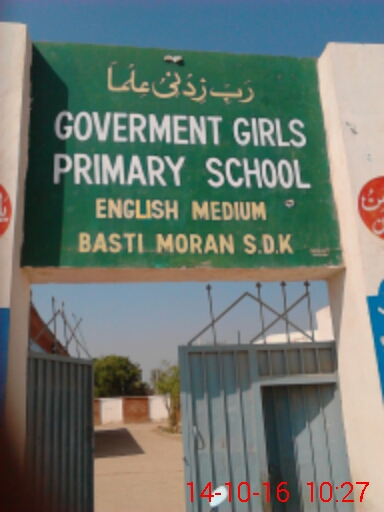 رَبِّ زِدْنِيْ عِلْمَا
GOVERMENT GIRLS
PRIMARY SCHOOL
ENGLISH MEDIUM
BASTI MORAN S.D.K
14-10-16 10:27